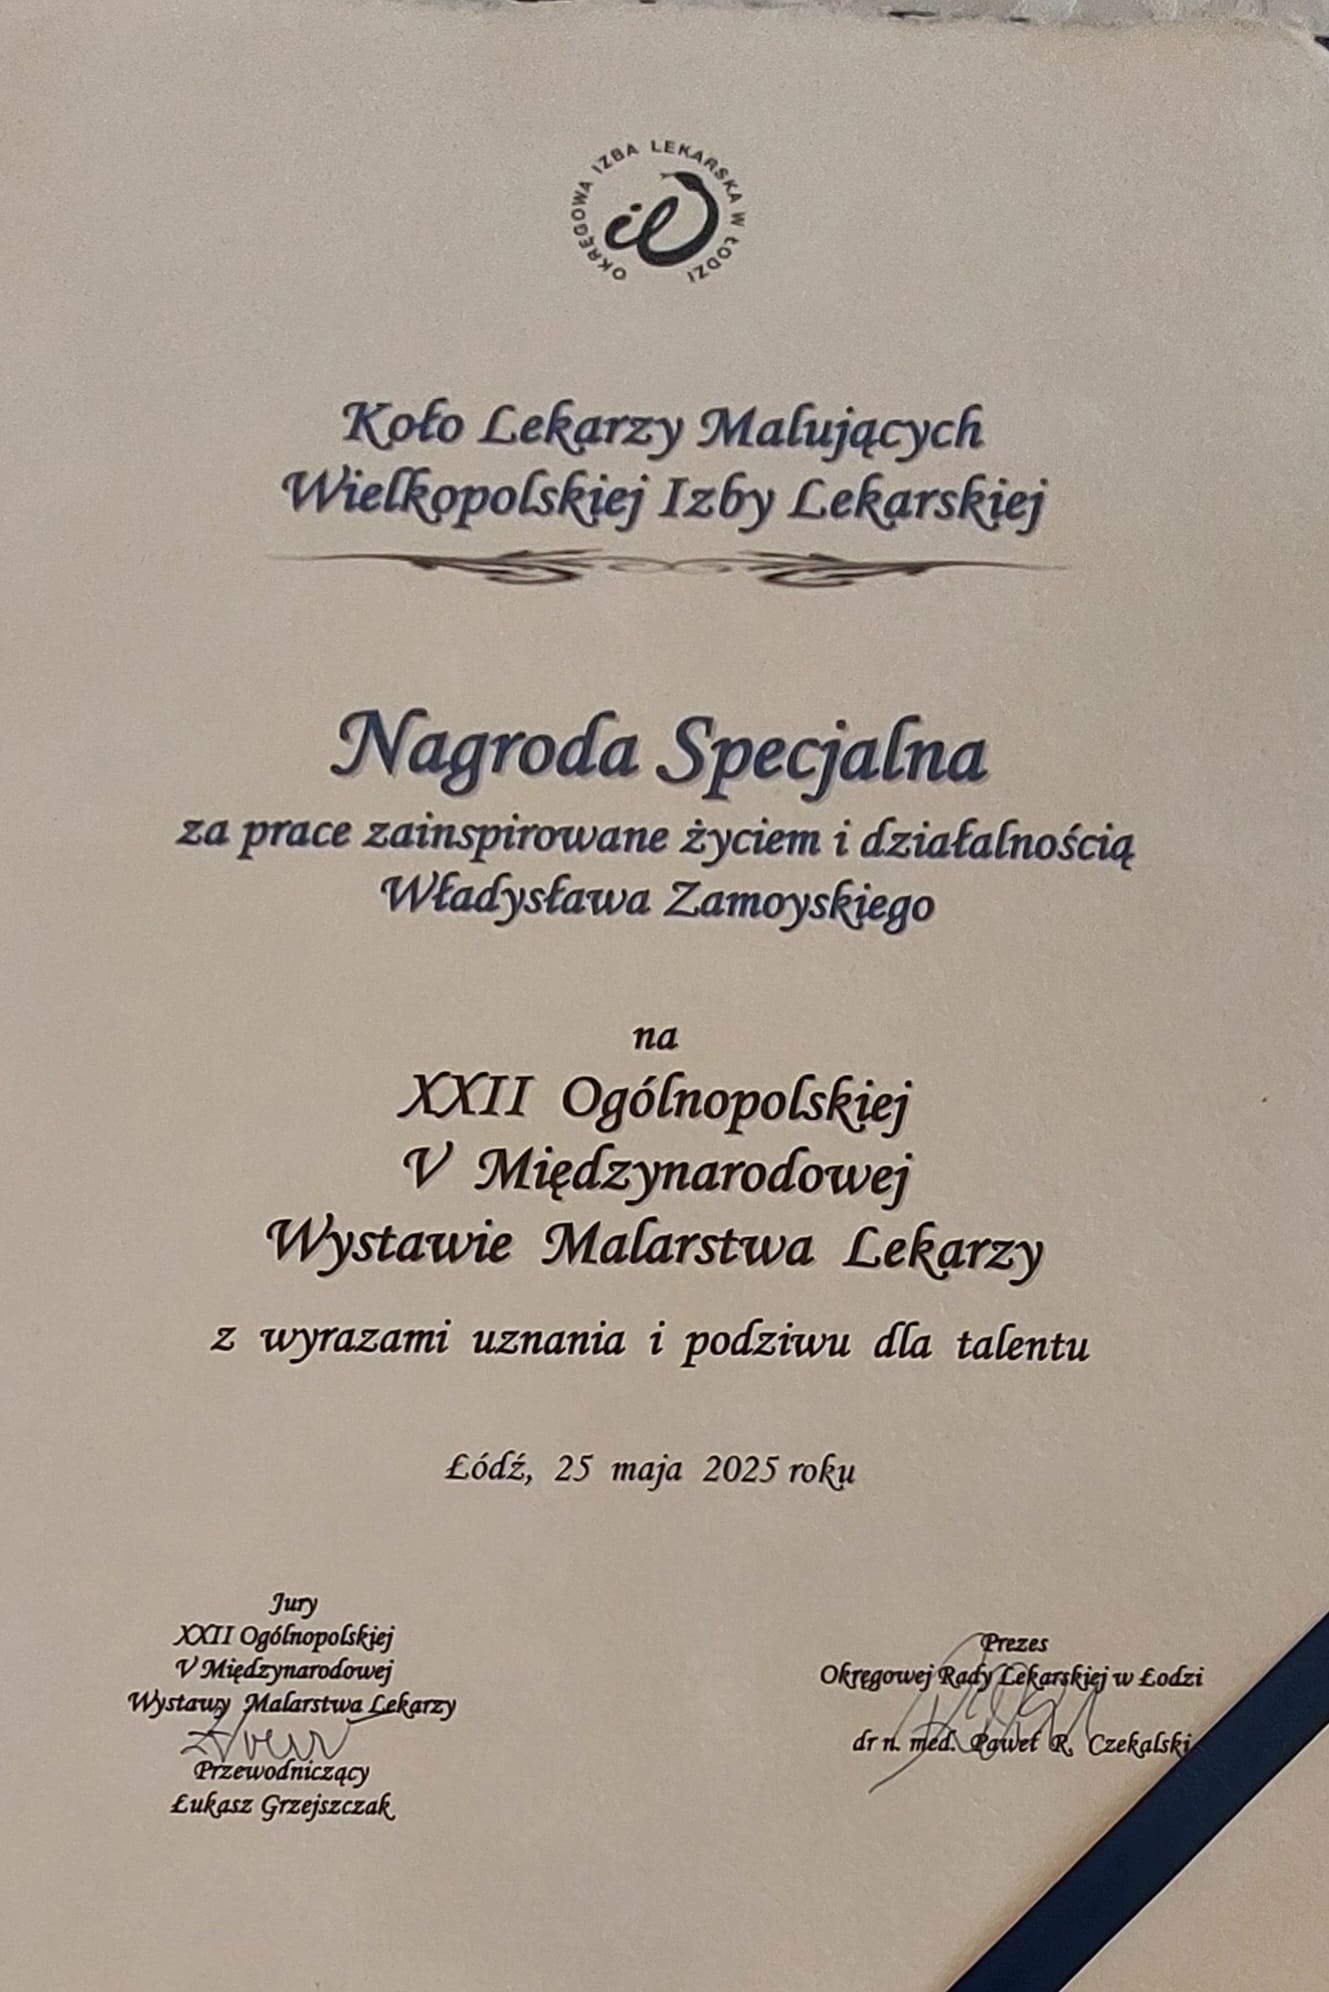 OKRĘGOWA IZBA LEKARSKA W ŁODZI
il
Koło Lekarzy Malujących
Wielkopolskiej Izby Lekarskiej
Nagroda Specjalna
za prace zainspirowane życiem i działalnością
Władysława Zamoyskiego
na
XXII Ogólnopolskiej
V Międzynarodowej
Wystawie Malarstwa Lekarzy
z wyrazami uznania i podziwu dla talentu
Łódź, 25 maja 2025 roku
Jury
XXII Ogólnopolskiej
V Międzynarodowej
Wystawy Malarstwa Lekarzy
Przewodniczący
Łukasz Grzejszczak
Prezes
Okręgowej Rady Lekarskiej w Łodzi
dr n. med. Paweł R. Czekalski